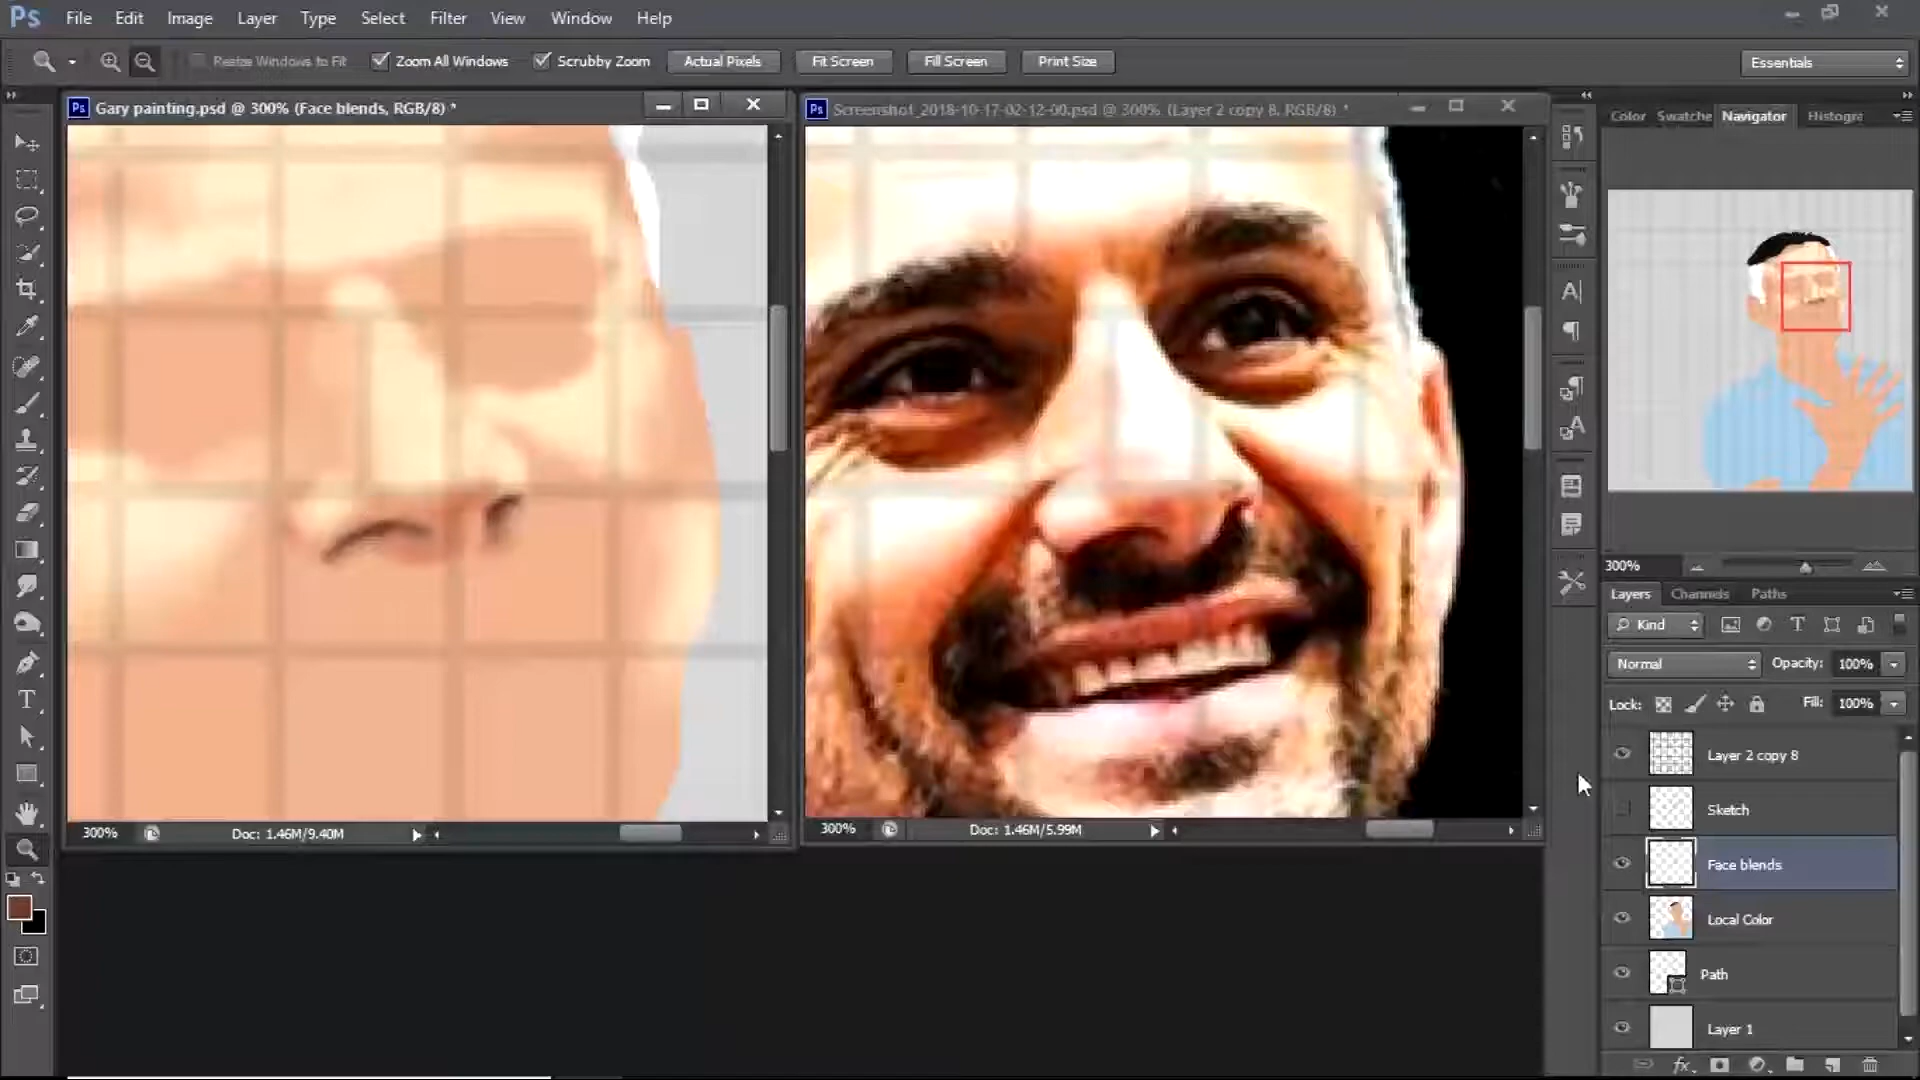 Ps File Edit Image Layer Type Select Filter View Window Help
Resize Windows to Fit Zoom All Windows Scrubby Zoom Actual Pixels Fit Screen Fill Screen Print Size Essentials
Ps Gary painting.psd @ 300% (Face blends, RGB/8) *
Ps Screenshot_2018-10-17-02-12-00.psd @ 300% (Layer 2 copy 8, RGB/8) *
Color Swatche Navigator Histogra
300%
Layers Channels Paths
Kind
Normal Opacity: 100%
Lock: Fill: 100%
Layer 2 copy 8
Sketch
Face blends
Local Color
Path
Layer 1
300% Doc: 1.46M/9.40M
300% Doc: 1.46M/5.99M